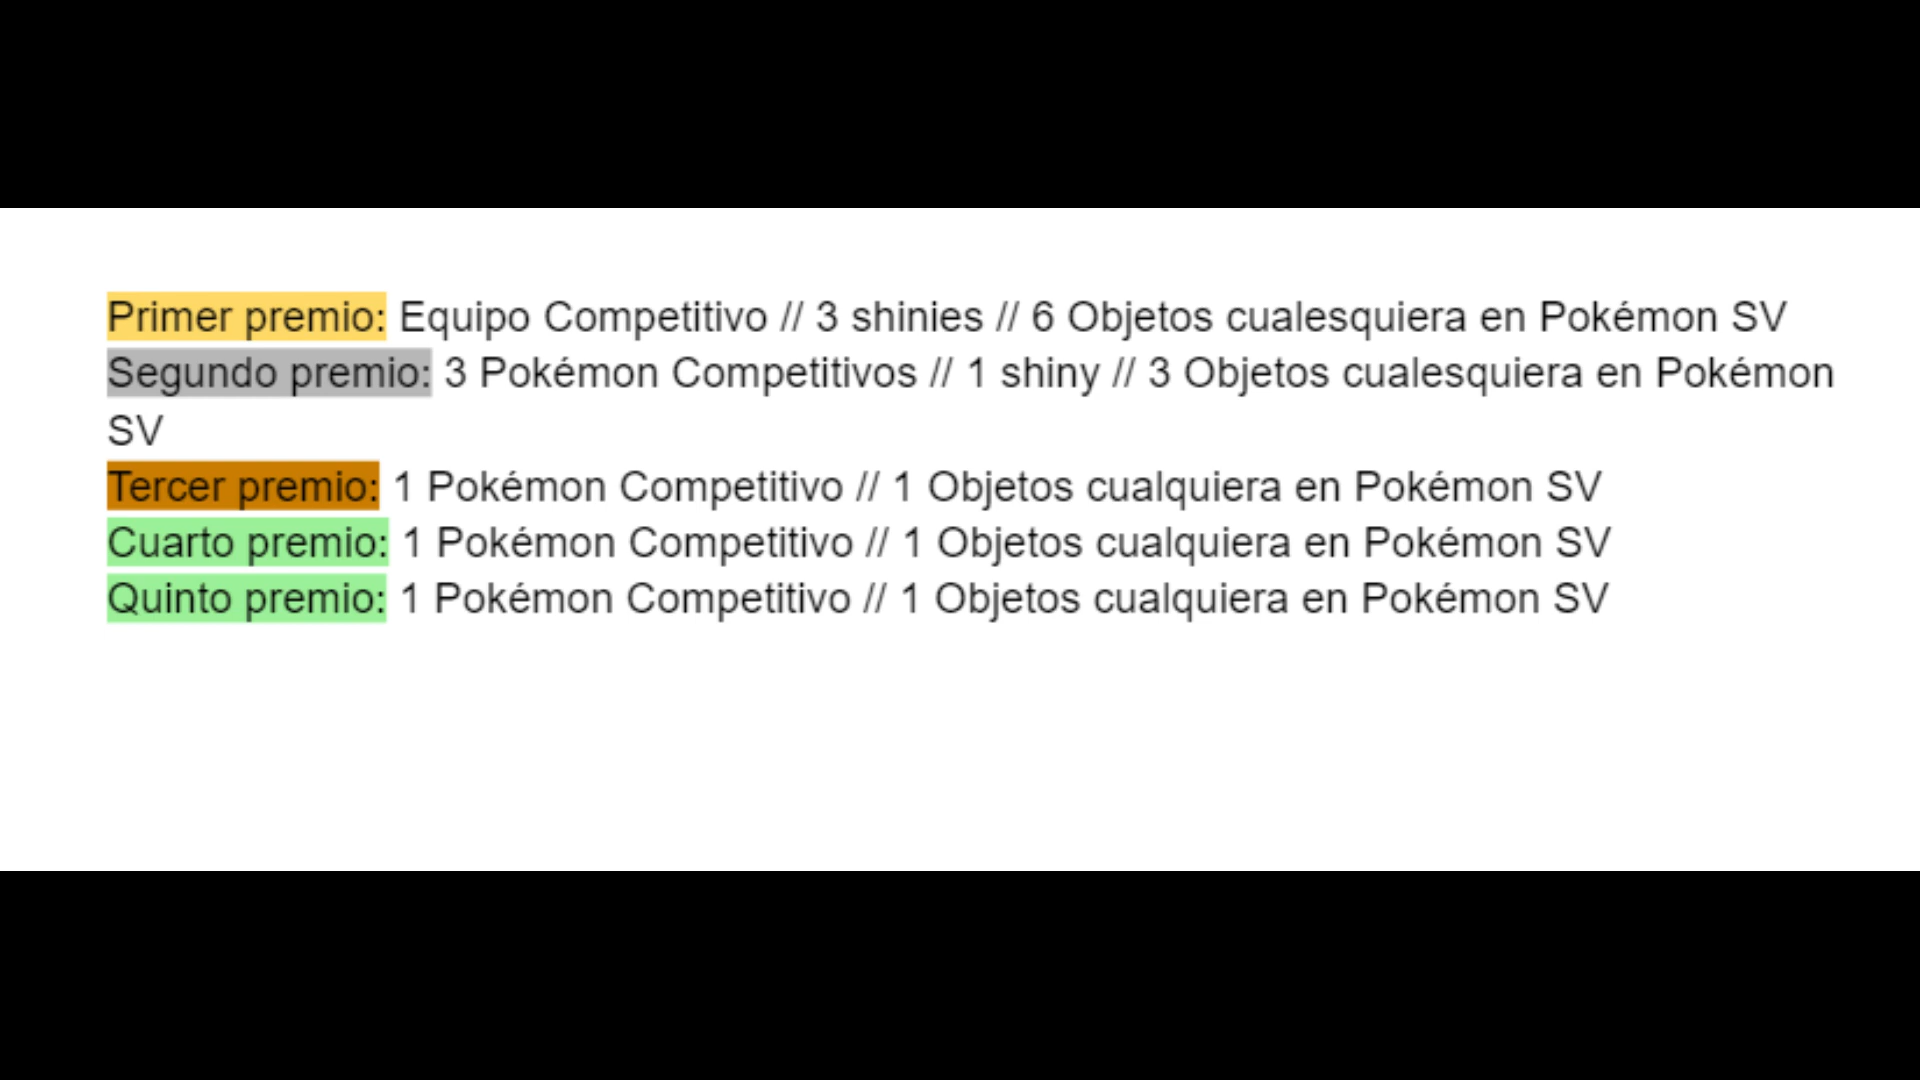 Primer premio: Equipo Competitivo // 3 shinies // 6 Objetos cualesquiera en Pokémon SV
Segundo premio: 3 Pokémon Competitivos // 1 shiny // 3 Objetos cualesquiera en Pokémon
SV
Tercer premio: 1 Pokémon Competitivo // 1 Objetos cualquiera en Pokémon SV
Cuarto premio: 1 Pokémon Competitivo // 1 Objetos cualquiera en Pokémon SV
Quinto premio: 1 Pokémon Competitivo // 1 Objetos cualquiera en Pokémon SV